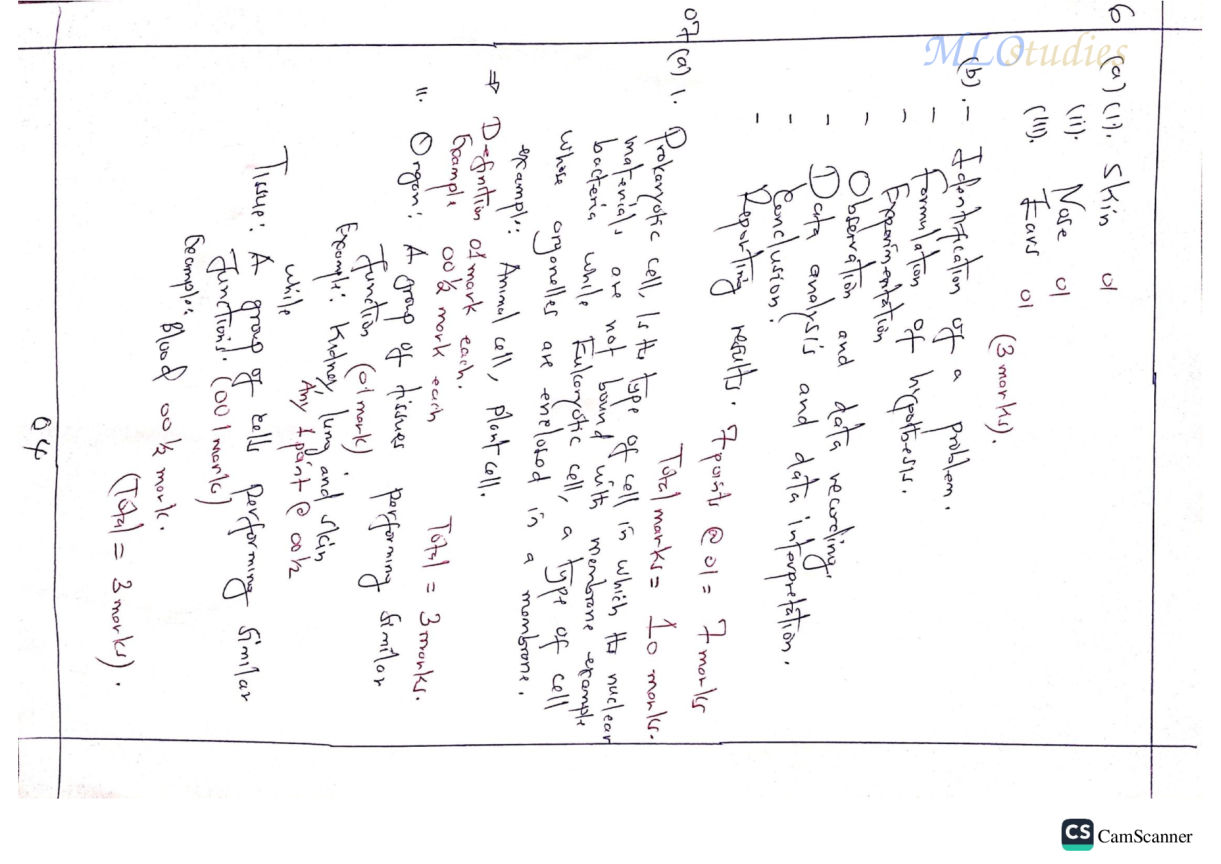 6
MLOstudies
(a) (i). Skin 01
(ii). Nose 01
(iii). Ears 01
(3 marks).
(b) . - Identification of a problem.
- Formulation of hypothesis.
- Experimentation
- Observation and data recording.
- Data analysis and data interpretation.
- Conclusion.
- Reporting results. 7 points @ 01 = 7 marks
Total marks = 10 marks.
07 (a) 1. Prokaryotic cell, Is the type of cell in which the nuclear
materials are not bound with membrane example
bacteria while Eukaryotic cell, a type of cell
whose organelles are enclosed in a membrane.
example: Animal cell, plant cell.
⇒ Definition 01 mark each.
Example 00½ mark each
Total = 3 marks.
11. Organ: A group of tissues performing similar
function (01 mark)
Example: Kidney, lung and skin
Any 1 point @ 00½
while
Tissue: A group of cells performing similar
functions. (001 marks)
Example: Blood 00½ mark.
(Total = 3 marks).
04
CS CamScanner